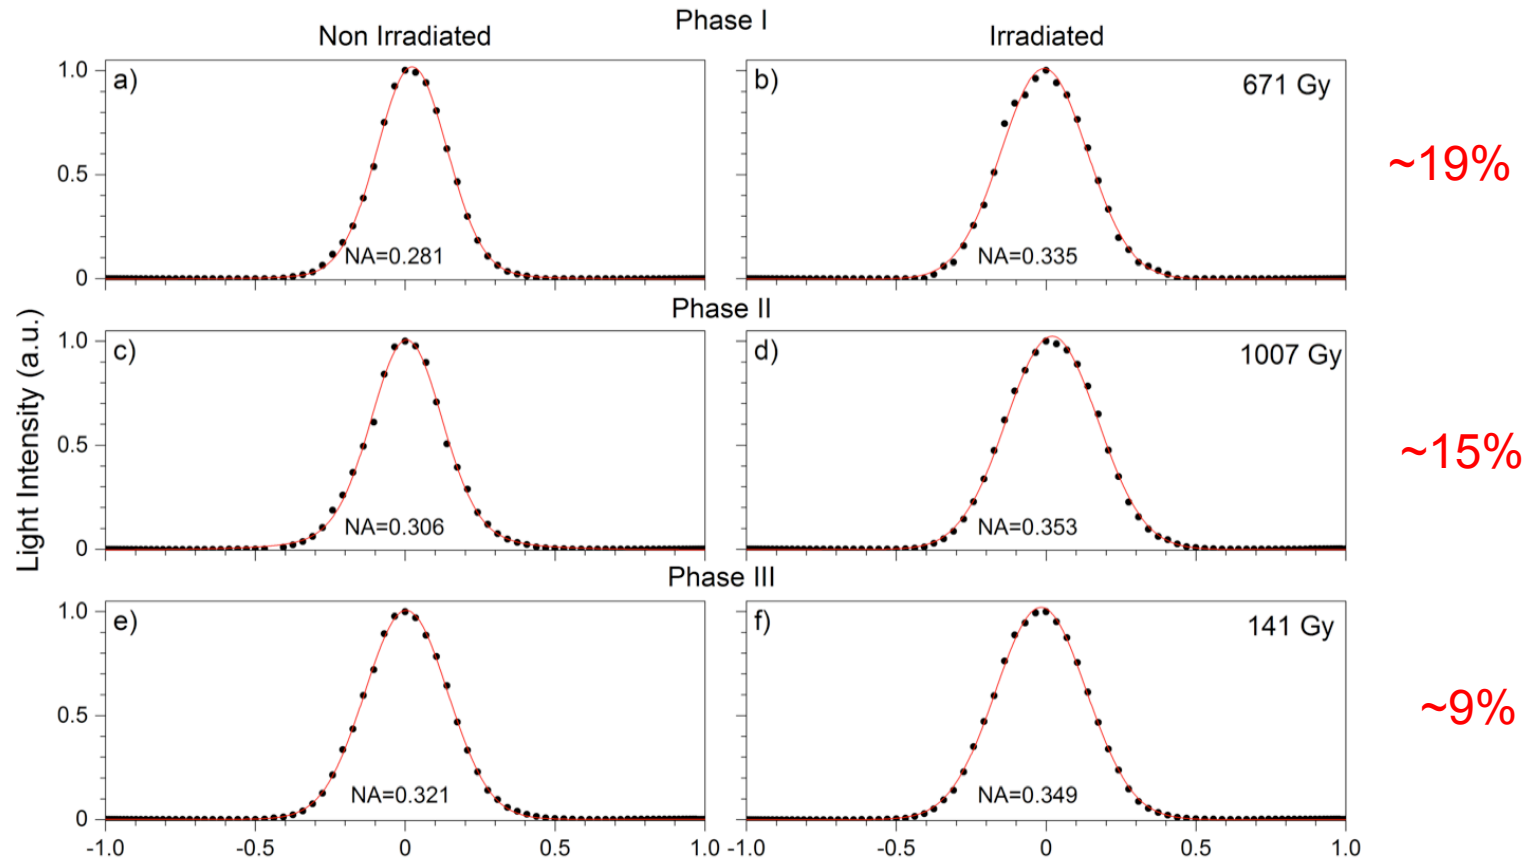 Phase I
Non Irradiated
Irradiated
a)
b)
671 Gy
~19%
1.0
0.5
0
NA=0.281
NA=0.335
Phase II
c)
d)
1007 Gy
~15%
1.0
0.5
0
NA=0.306
NA=0.353
Phase III
e)
f)
141 Gy
~9%
1.0
0.5
0
NA=0.321
NA=0.349
-1.0 -0.5 0 0.5 1.0 -1.0 -0.5 0 0.5 1.0
Light Intensity (a.u.)